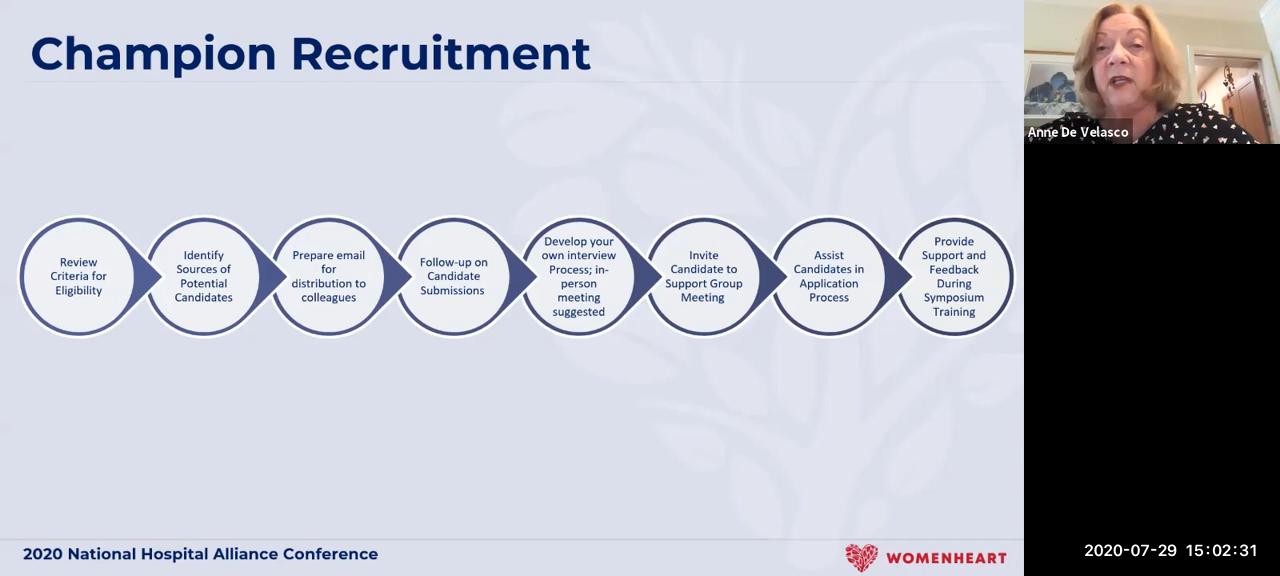 Champion Recruitment
Review
Criteria for
Eligibility
Identify
Sources of
Potential
Candidates
Prepare email
for
distribution to
colleagues
Follow-up on
Candidate
Submissions
Develop your
own interview
Process; in-
person
meeting
suggested
Invite
Candidate to
Support Group
Meeting
Assist
Candidates in
Application
Process
Provide
Support and
Feedback
During
Symposium
Training
2020 National Hospital Alliance Conference
WOMENHEART
Anne De Velasco
2020-07-29 15:02:31